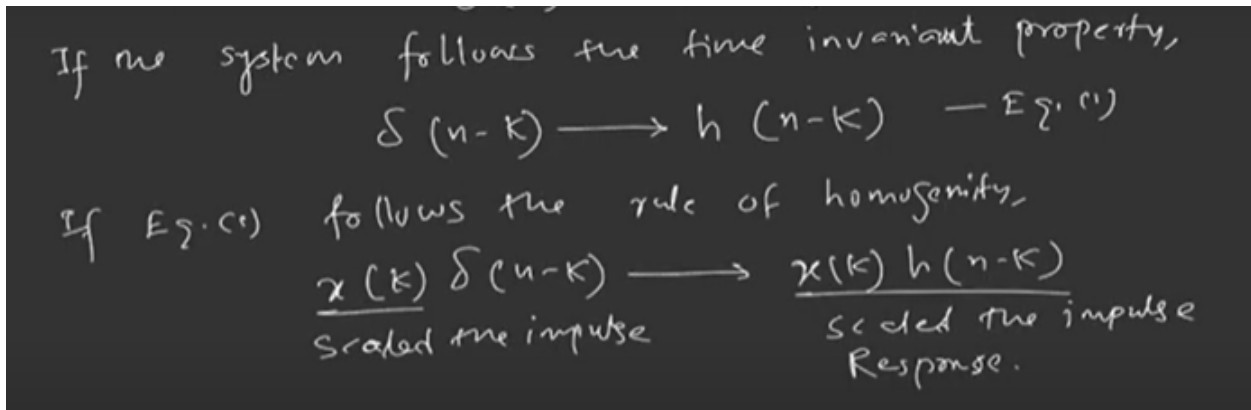 If the system follows the time invariant property,
δ(n-K) ⟶ h (n-K) — Eq. (1)
If Eq. (1) follows the rule of homogenity,
x(K) δ(n-K) ⟶ x(K) h(n-K)
scaled the impulse scaled the impulse
Response.